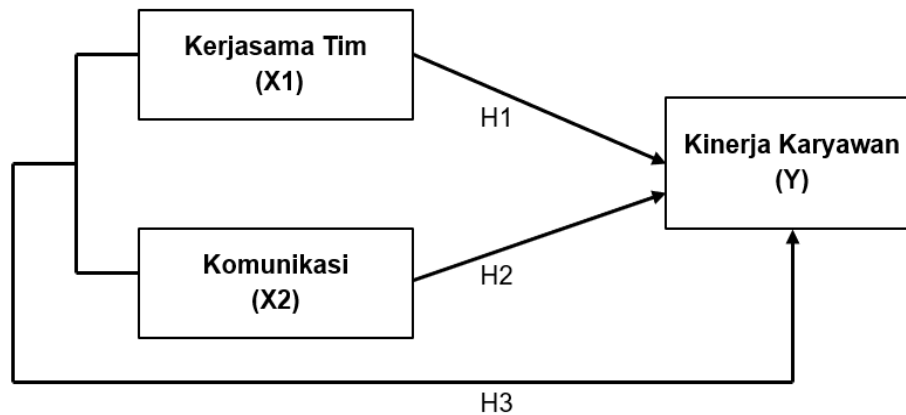 Kerjasama Tim
(X1)
H1
Kinerja Karyawan
(Y)
Komunikasi
(X2)
H2
H3